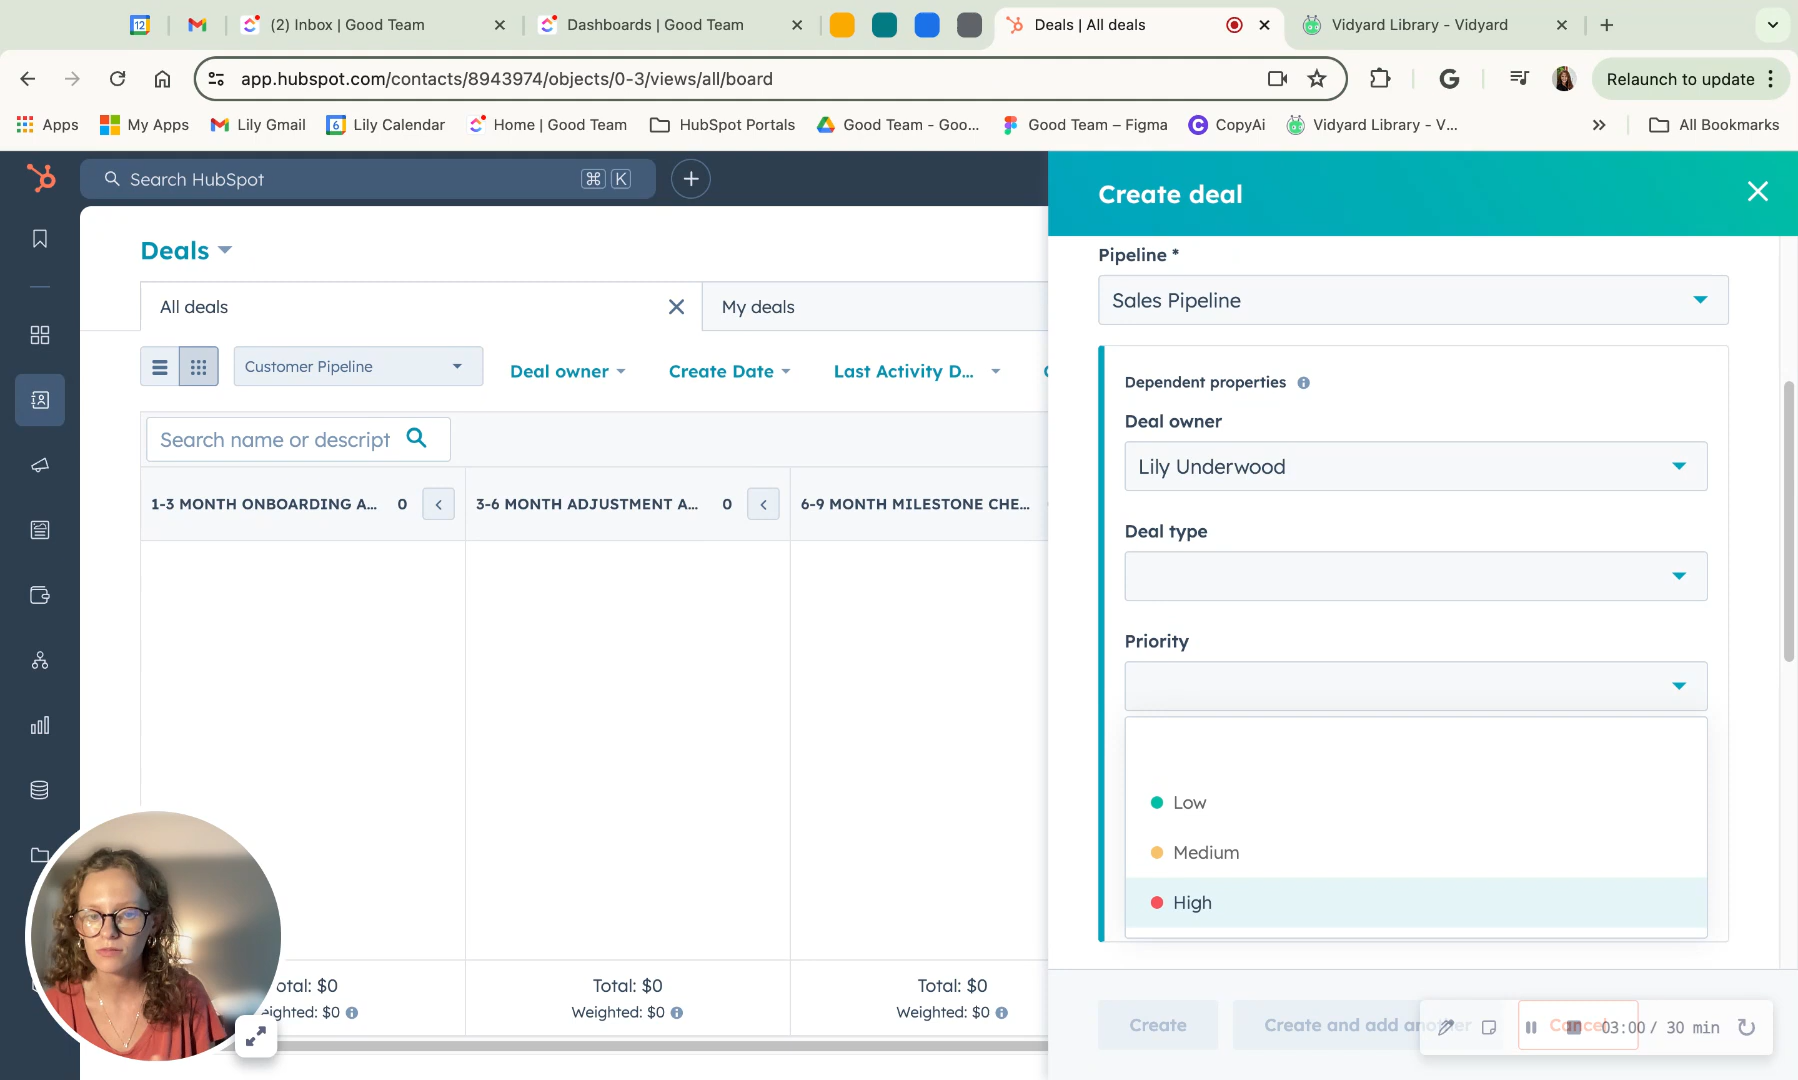 12
(2) Inbox | Good Team
Dashboards | Good Team
Deals | All deals
Vidyard Library - Vidyard
app.hubspot.com/contacts/8943974/objects/0-3/views/all/board
Relaunch to update
Apps
My Apps
Lily Gmail
6
Lily Calendar
Home | Good Team
HubSpot Portals
Good Team - Goo...
Good Team – Figma
CopyAi
Vidyard Library - V...
All Bookmarks
Search HubSpot
⌘ K
Create deal
Deals
All deals
My deals
Customer Pipeline
Deal owner
Create Date
Last Activity D...
Search name or descript
1-3 MONTH ONBOARDING A... 0
3-6 MONTH ADJUSTMENT A... 0
6-9 MONTH MILESTONE CHE...
otal: $0
eighted: $0
Total: $0
Weighted: $0
Total: $0
Weighted: $0
Pipeline *
Sales Pipeline
Dependent properties
Deal owner
Lily Underwood
Deal type
Priority
Low
Medium
High
Create
Create and add another
Cancel
03:00 / 30 min